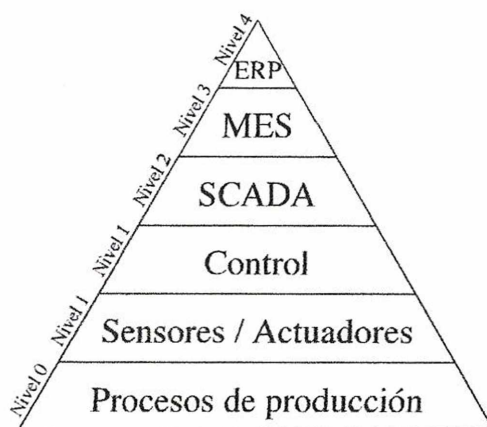 Nivel 4
ERP
Nivel 3
MES
Nivel 2
SCADA
Nivel 1
Control
Nivel 1
Sensores / Actuadores
Nivel 0
Procesos de producción